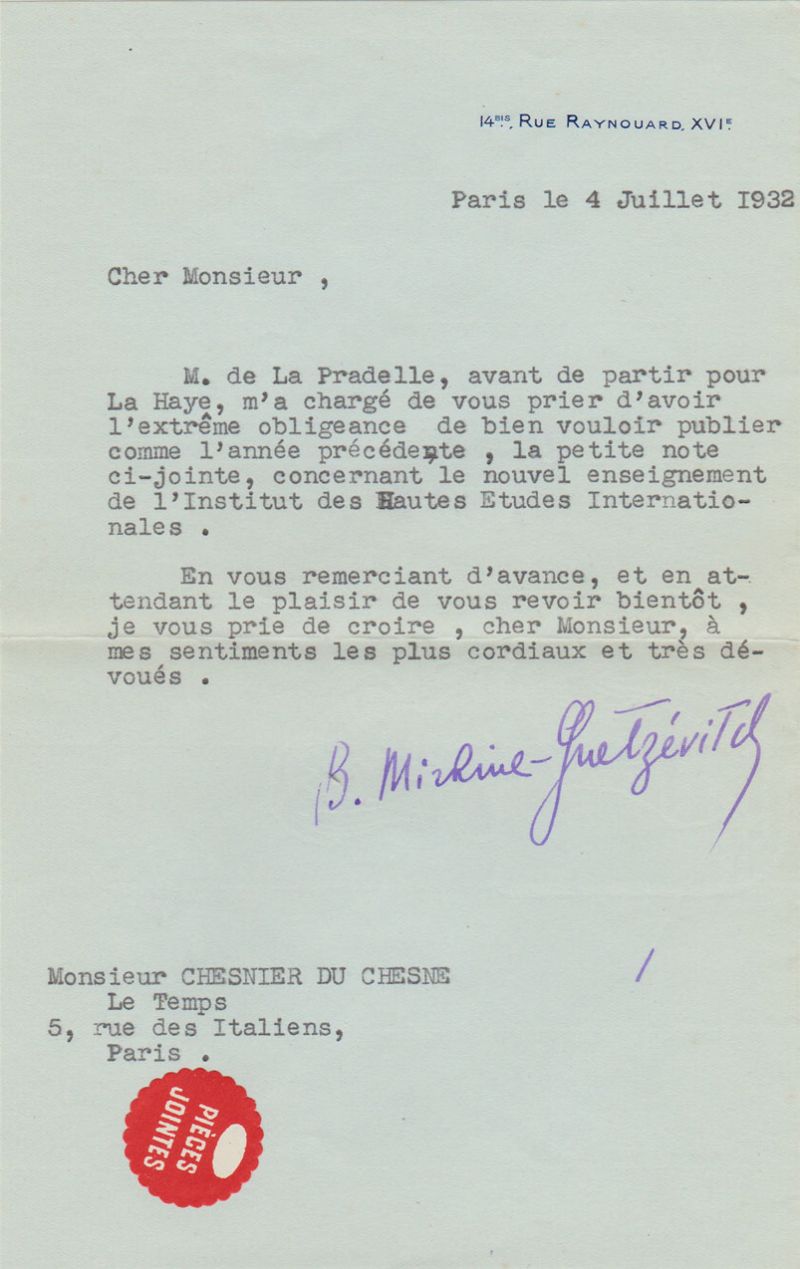 14BIS, RUE RAYNOUARD. XVIE
Paris le 4 Juillet I932
Cher Monsieur ,
M. de La Pradelle, avant de partir pour
La Haye, m'a chargé de vous prier d'avoir
l'extrême obligeance de bien vouloir publier
comme l'année précédente , la petite note
ci-jointe, concernant le nouvel enseignement
de l'Institut des Hautes Etudes Internatio-
nales .
En vous remerciant d'avance, et en at-
tendant le plaisir de vous revoir bientôt ,
je vous prie de croire , cher Monsieur, à
mes sentiments les plus cordiaux et très dé-
voués .
B. Mirkine-Guetzévitch
Monsieur CHESNIER DU CHESNE
Le Temps
5, rue des Italiens,
Paris .
PIÈCES
JOINTES